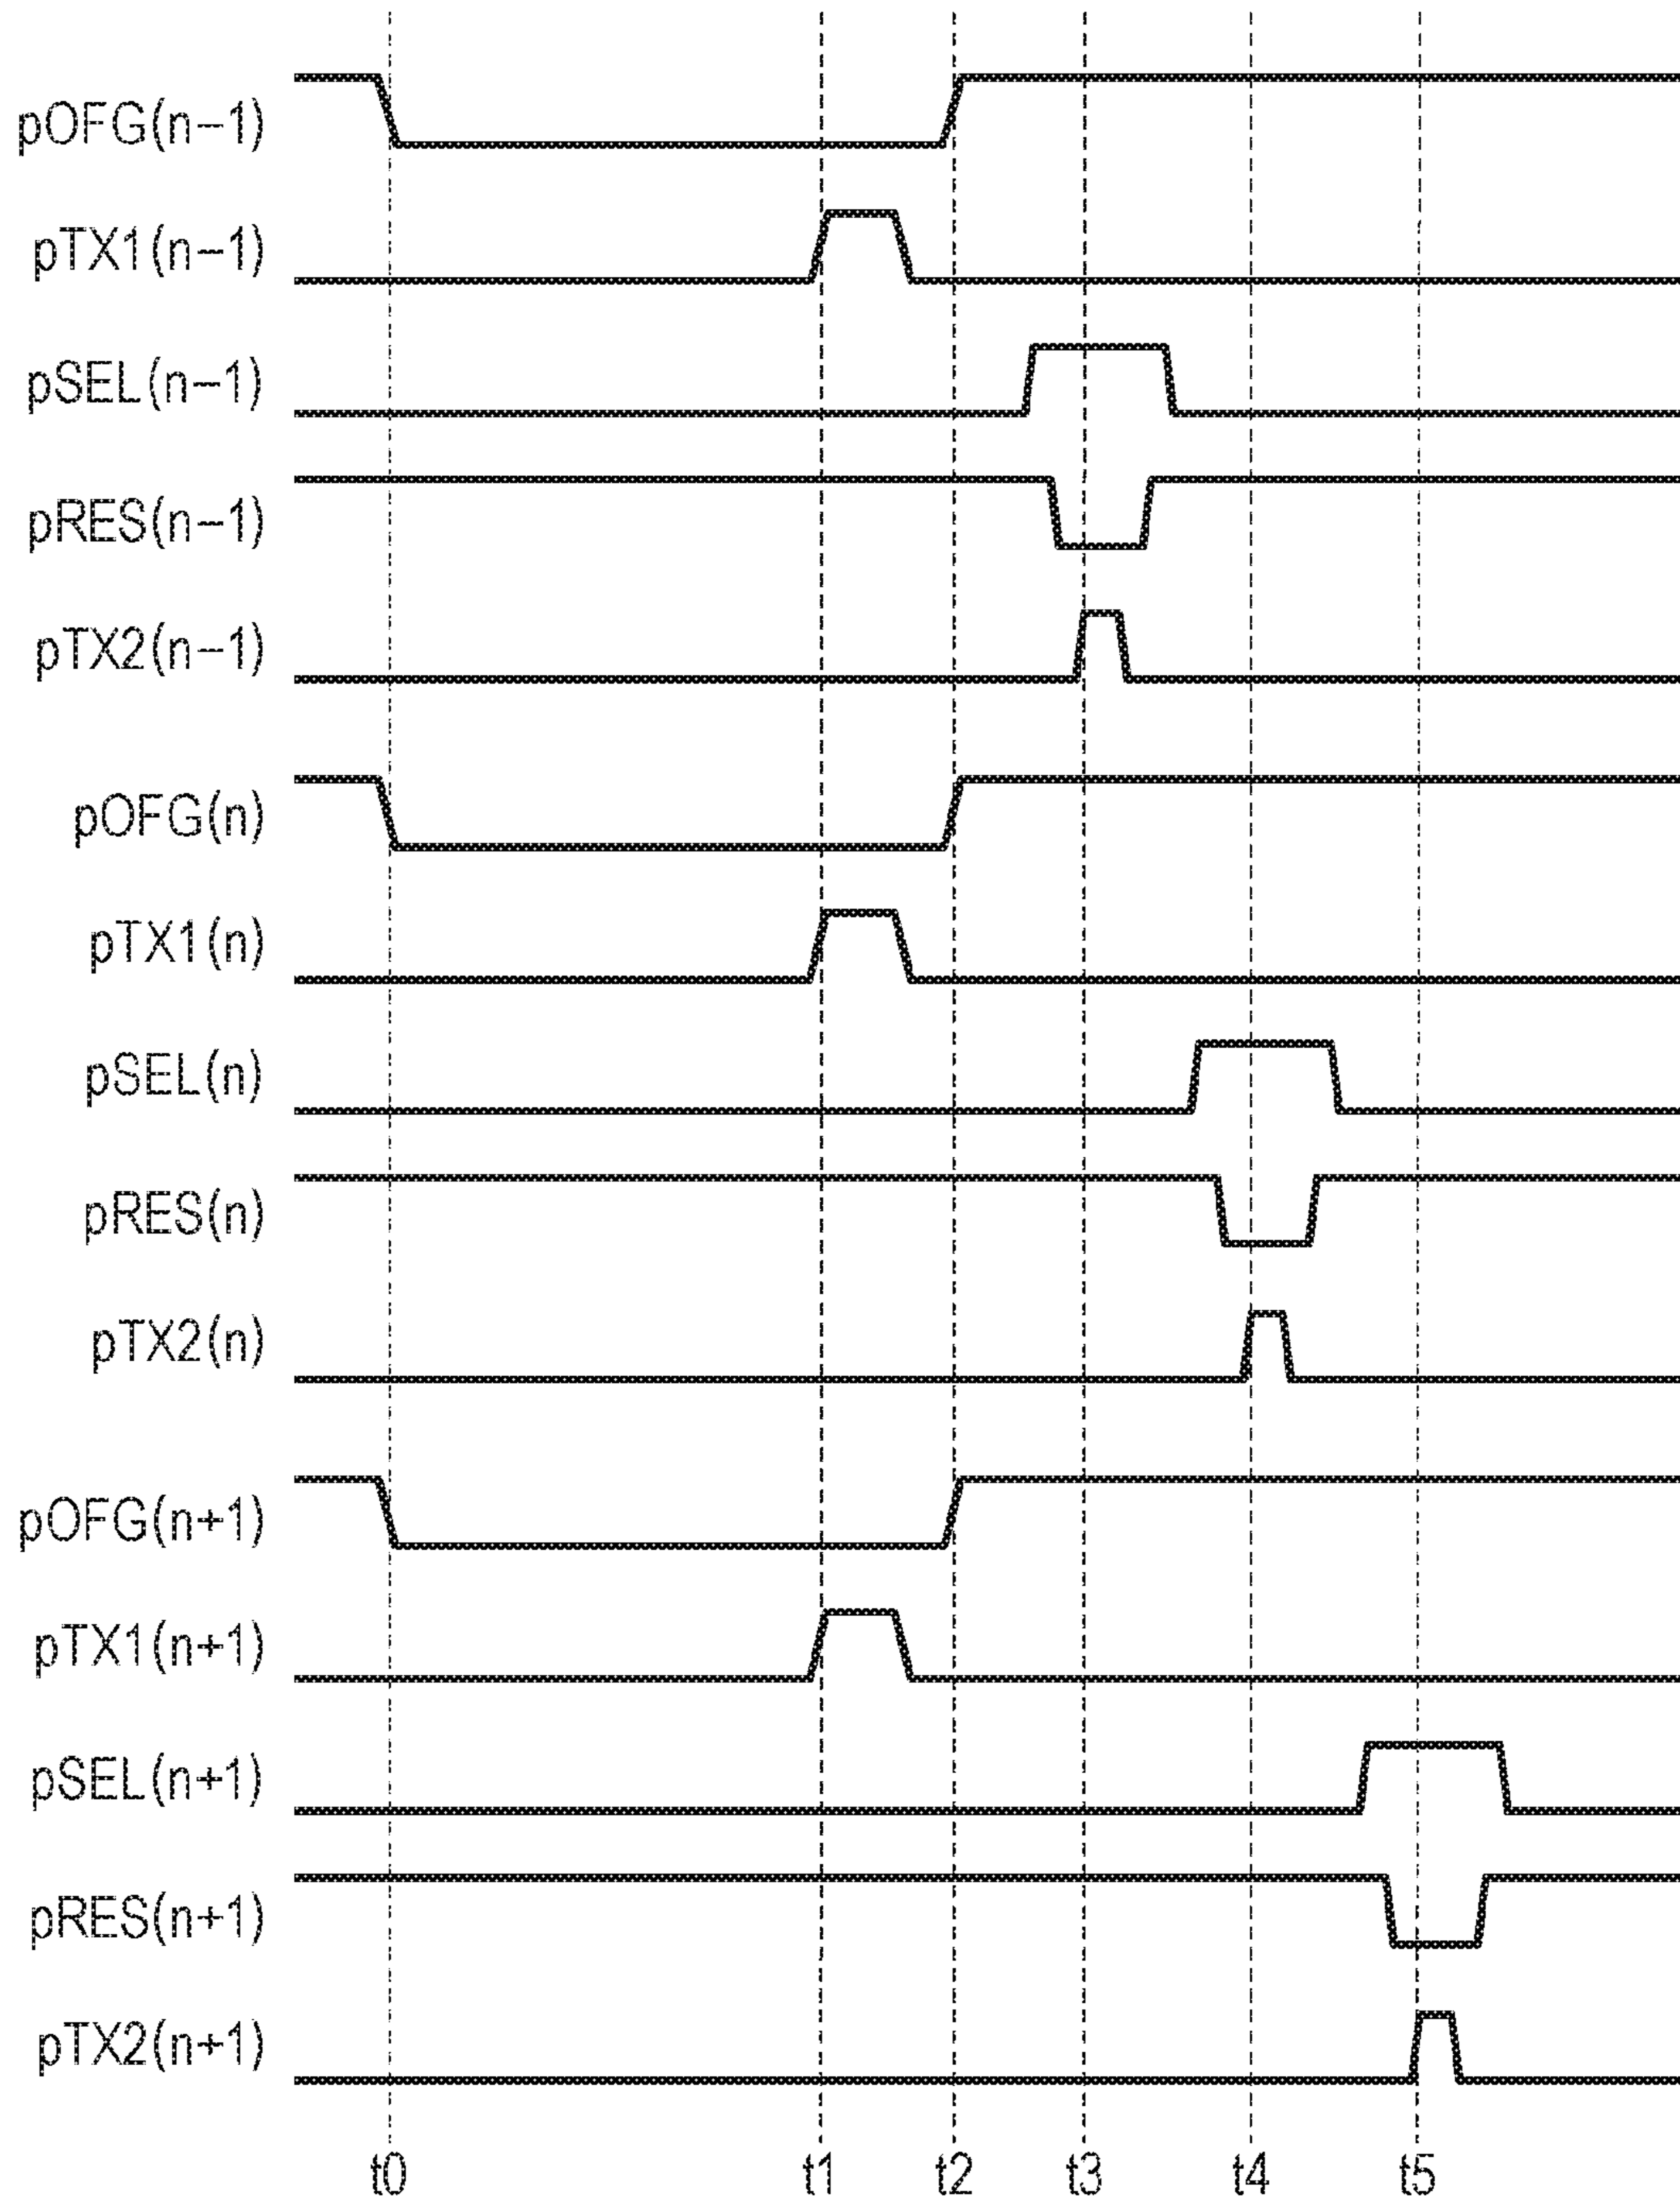 pOFG(n−1)
pTX1(n−1)
pSEL(n−1)
pRES(n−1)
pTX2(n−1)
pOFG(n)
pTX1(n)
pSEL(n)
pRES(n)
pTX2(n)
pOFG(n+1)
pTX1(n+1)
pSEL(n+1)
pRES(n+1)
pTX2(n+1)
t0 t1 t2 t3 t4 t5